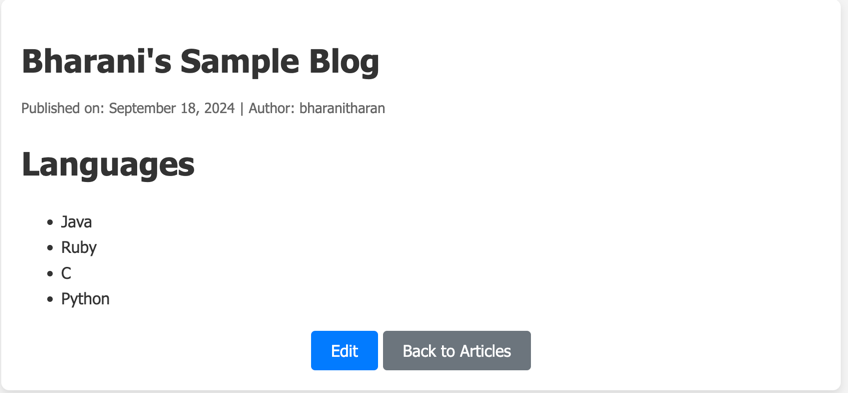 Bharani's Sample Blog
Published on: September 18, 2024 | Author: bharanitharan
Languages
• Java
• Ruby
• C
• Python
Edit
Back to Articles